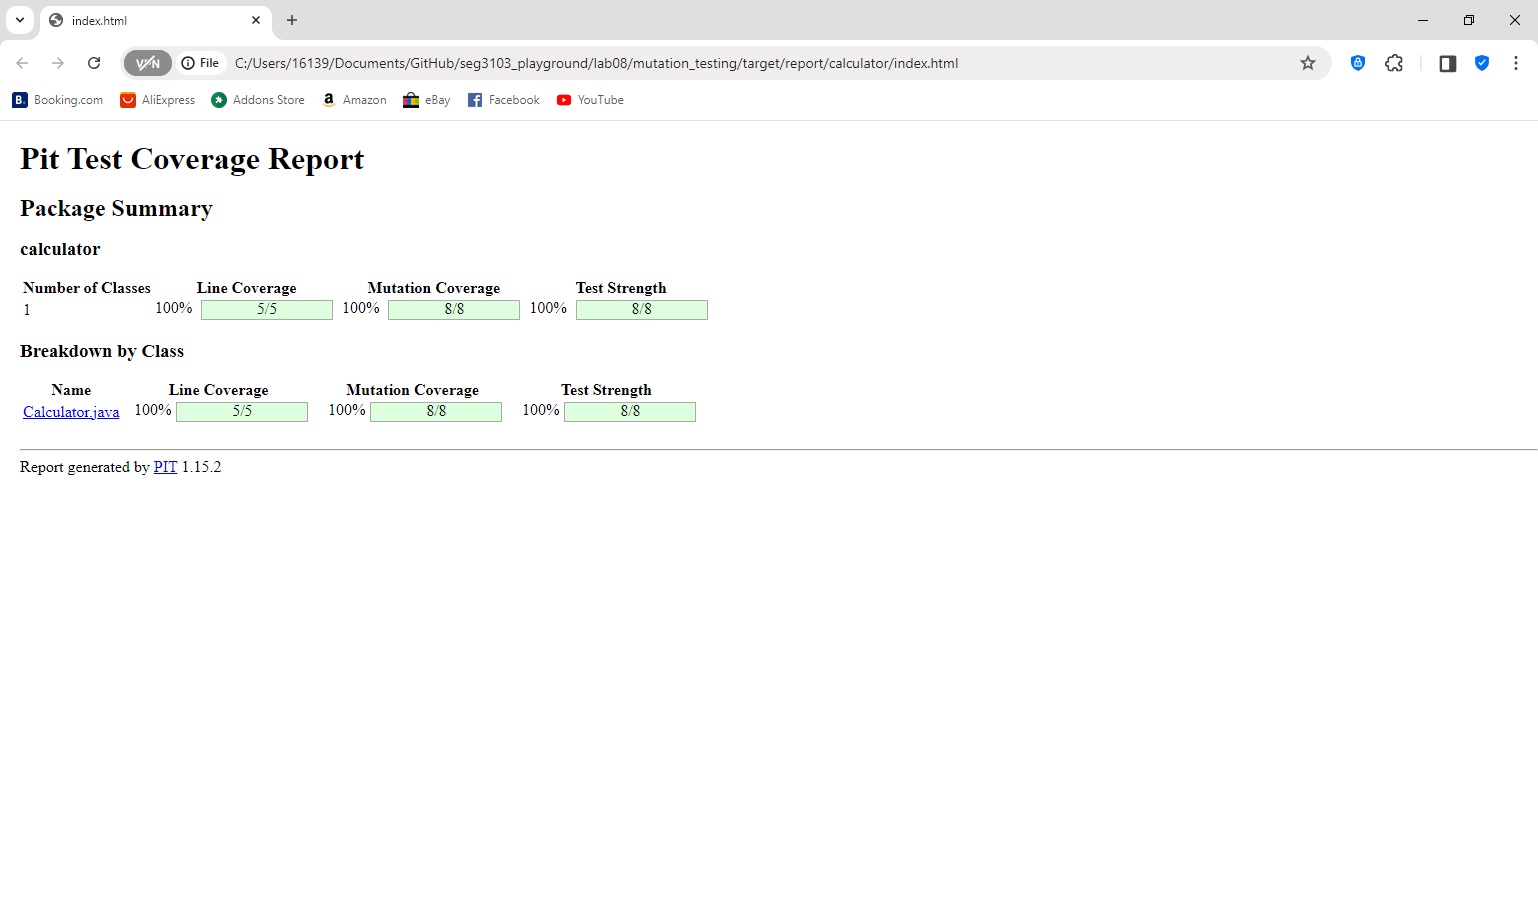 index.html
VPN File C:/Users/16139/Documents/GitHub/seg3103_playground/lab08/mutation_testing/target/report/calculator/index.html
B. Booking.com AliExpress Addons Store a Amazon eBay Facebook YouTube
Pit Test Coverage Report
Package Summary
calculator
Number of Classes Line Coverage Mutation Coverage Test Strength
1 100% 5/5 100% 8/8 100% 8/8
Breakdown by Class
Name Line Coverage Mutation Coverage Test Strength
Calculator.java 100% 5/5 100% 8/8 100% 8/8
Report generated by PIT 1.15.2